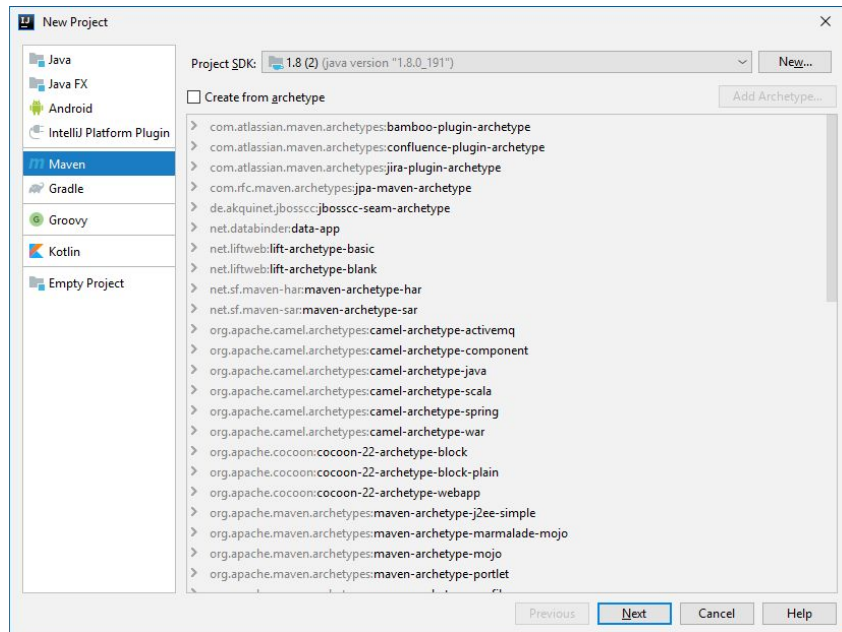 New Project
Java
Java FX
Android
IntelliJ Platform Plugin
Maven
Gradle
Groovy
Kotlin
Empty Project
Project SDK: 1.8 (2) (java version "1.8.0_191") New...
Create from archetype Add Archetype...
com.atlassian.maven.archetypes:bamboo-plugin-archetype
com.atlassian.maven.archetypes:confluence-plugin-archetype
com.atlassian.maven.archetypes:jira-plugin-archetype
com.rfc.maven.archetypes:jpa-maven-archetype
de.akquinet.jbosscc:jbosscc-seam-archetype
net.databinder:data-app
net.liftweb:lift-archetype-basic
net.liftweb:lift-archetype-blank
net.sf.maven-har:maven-archetype-har
net.sf.maven-sar:maven-archetype-sar
org.apache.camel.archetypes:camel-archetype-activemq
org.apache.camel.archetypes:camel-archetype-component
org.apache.camel.archetypes:camel-archetype-java
org.apache.camel.archetypes:camel-archetype-scala
org.apache.camel.archetypes:camel-archetype-spring
org.apache.camel.archetypes:camel-archetype-war
org.apache.cocoon:cocoon-22-archetype-block
org.apache.cocoon:cocoon-22-archetype-block-plain
org.apache.cocoon:cocoon-22-archetype-webapp
org.apache.maven.archetypes:maven-archetype-j2ee-simple
org.apache.maven.archetypes:maven-archetype-marmalade-mojo
org.apache.maven.archetypes:maven-archetype-mojo
org.apache.maven.archetypes:maven-archetype-portlet
Previous Next Cancel Help